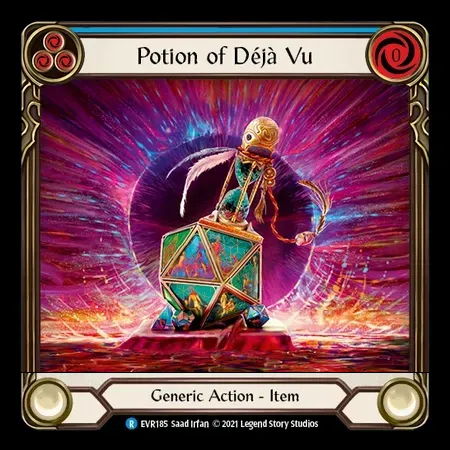 Potion of Déjà Vu
0
Generic Action - Item
R EVR185 Saad Irfan © 2021 Legend Story Studios